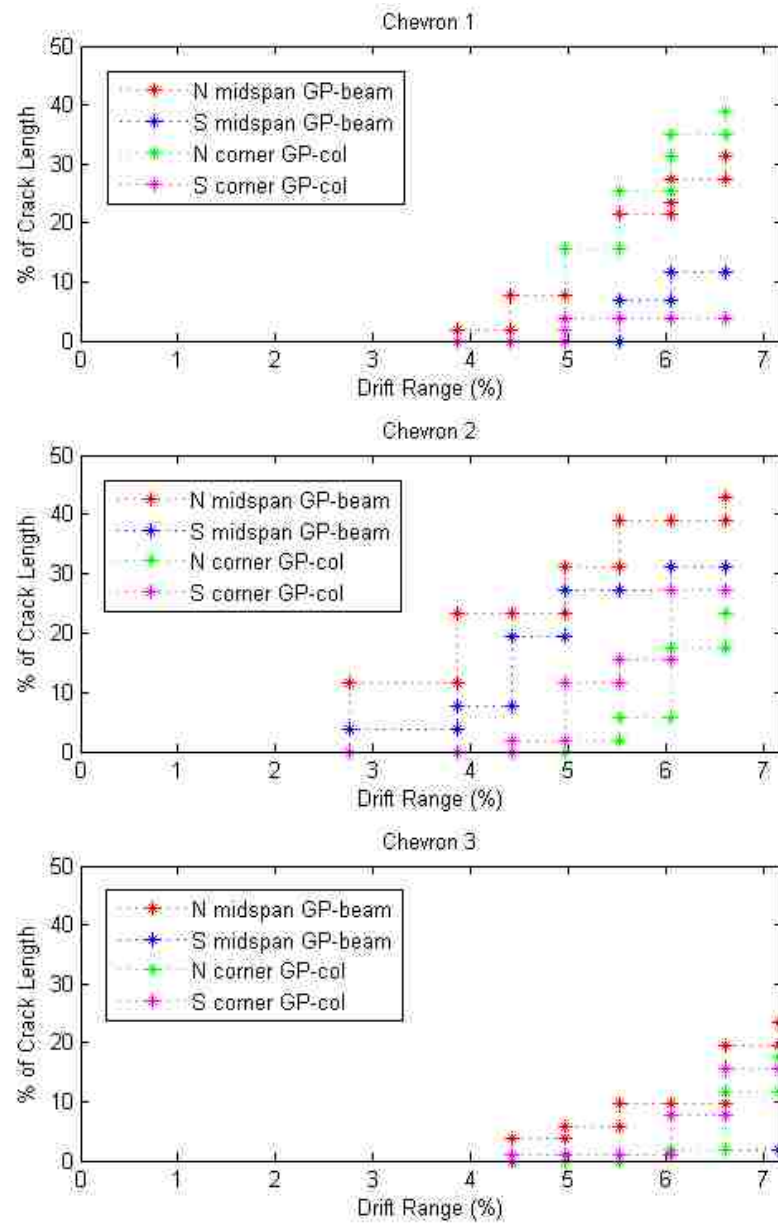 Chevron 1
50
40
30
20
10
0
% of Crack Length
N midspan GP-beam
S midspan GP-beam
N corner GP-col
S corner GP-col
0 1 2 3 4 5 6 7
Drift Range (%)
Chevron 2
50
40
30
20
10
0
% of Crack Length
N midspan GP-beam
S midspan GP-beam
N corner GP-col
S corner GP-col
0 1 2 3 4 5 6 7
Drift Range (%)
Chevron 3
50
40
30
20
10
0
% of Crack Length
N midspan GP-beam
S midspan GP-beam
N corner GP-col
S corner GP-col
0 1 2 3 4 5 6 7
Drift Range (%)